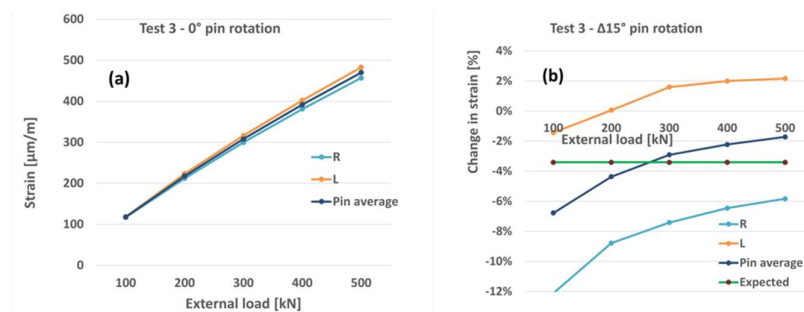 Test 3 - 0° pin rotation
(a)
600
500
400
300
200
100
0
Strain [µm/m]
R
L
Pin average
100 200 300 400 500
External load [kN]
Test 3 - Δ15° pin rotation
(b)
4%
2%
0%
-2%
-4%
-6%
-8%
-10%
-12%
Change in strain [%]
100 200 300 400 500
External load [kN]
R
L
Pin average
Expected